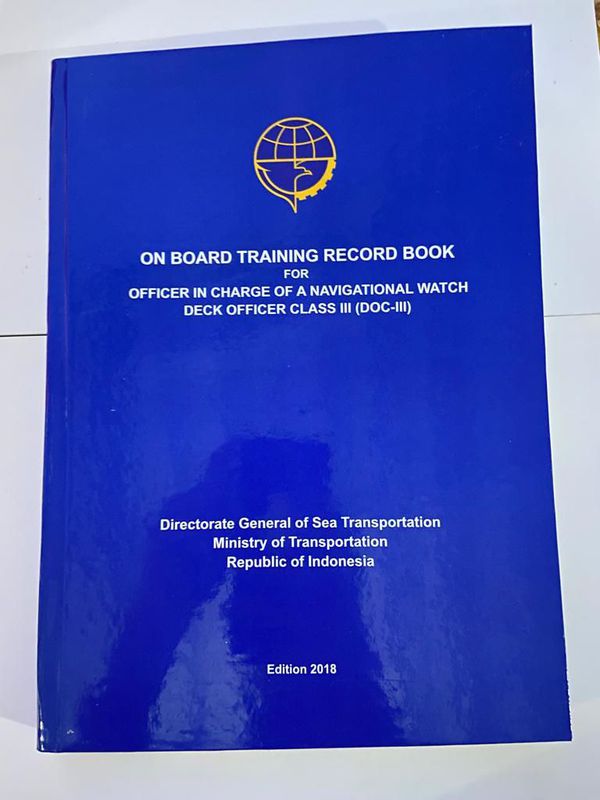 ON BOARD TRAINING RECORD BOOK
FOR
OFFICER IN CHARGE OF A NAVIGATIONAL WATCH
DECK OFFICER CLASS III (DOC-III)
Directorate General of Sea Transportation
Ministry of Transportation
Republic of Indonesia
Edition 2018